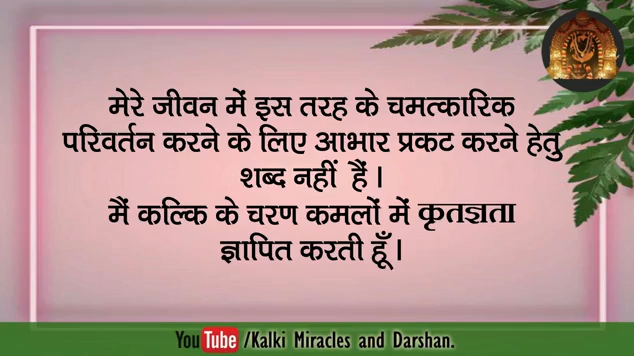 मेरे जीवन में इस तरह के चमत्कारिक
परिवर्तन करने के लिए आभार प्रकट करने हेतु
शब्द नहीं हैं।
मैं कल्कि के चरण कमलों में कृतज्ञता
ज्ञापित करती हूँ।
YouTube /Kalki Miracles and Darshan.